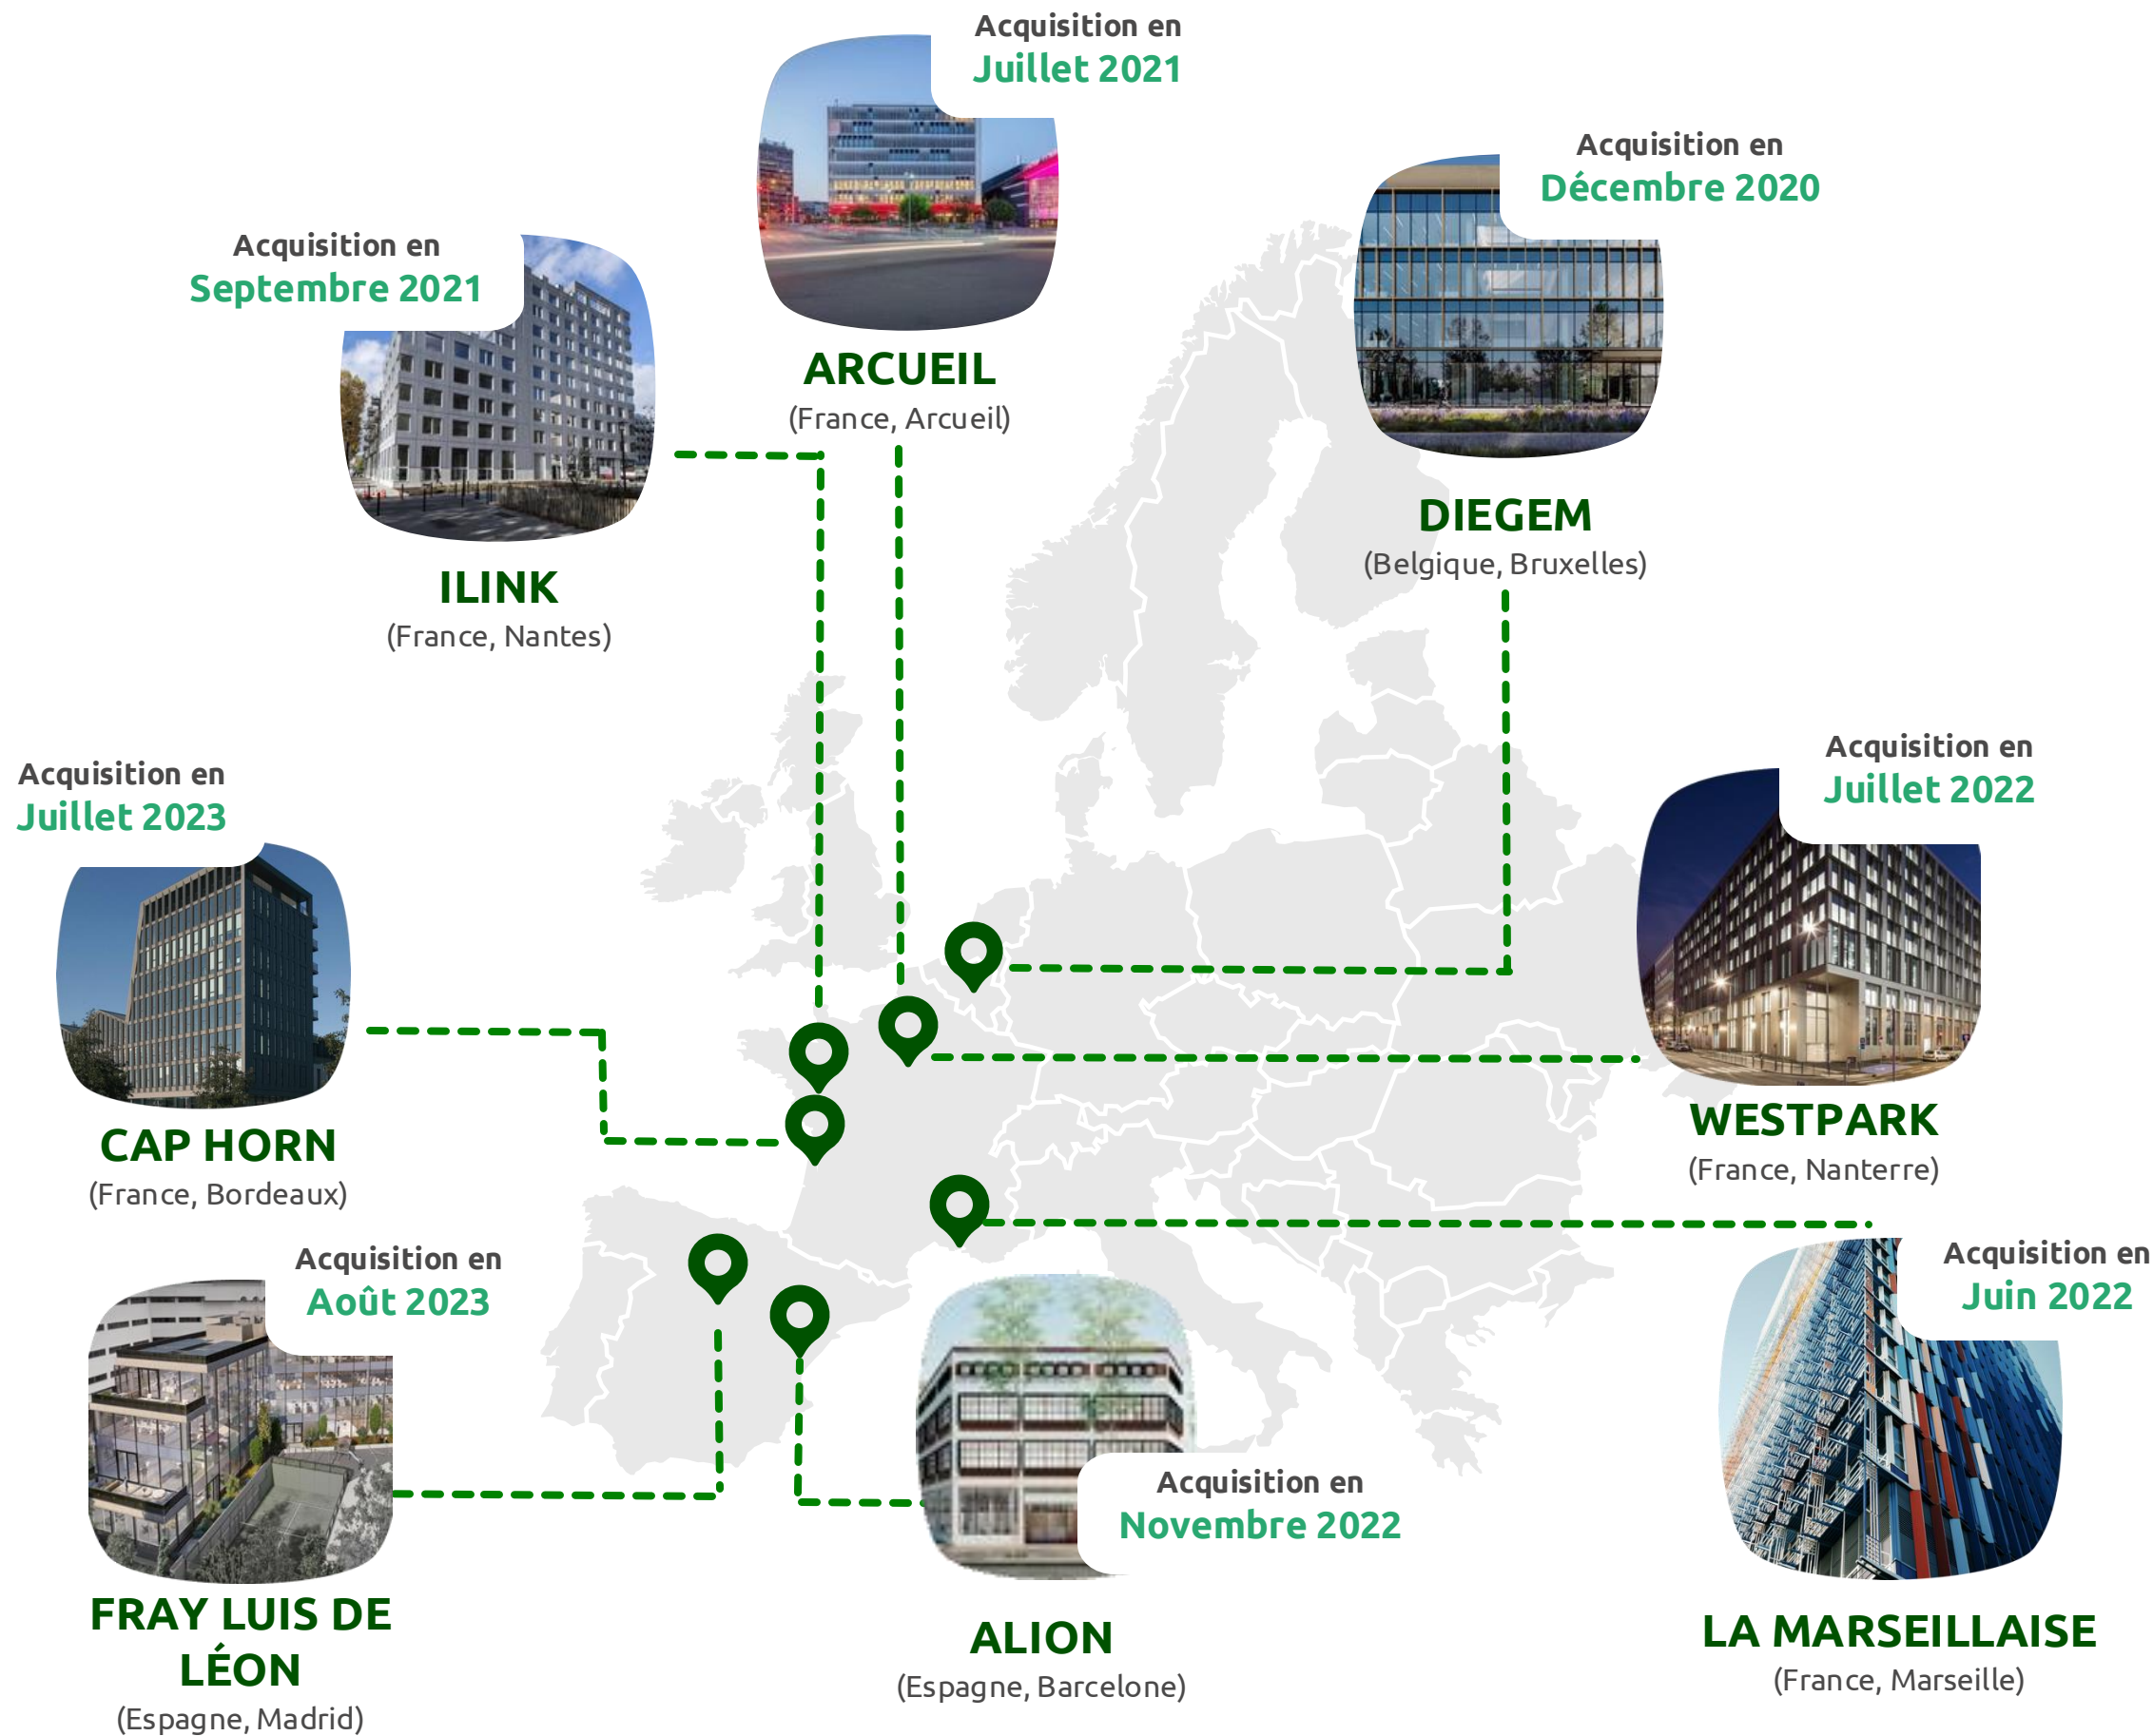 Acquisition en
Juillet 2021
ARCUEIL
(France, Arcueil)
Acquisition en
Décembre 2020
DIEGEM
(Belgique, Bruxelles)
Acquisition en
Septembre 2021
ILINK
(France, Nantes)
Acquisition en
Juillet 2023
CAP HORN
(France, Bordeaux)
Acquisition en
Juillet 2022
WESTPARK
(France, Nanterre)
Acquisition en
Août 2023
FRAY LUIS DE
LÉON
(Espagne, Madrid)
Acquisition en
Novembre 2022
ALION
(Espagne, Barcelone)
Acquisition en
Juin 2022
LA MARSEILLAISE
(France, Marseille)